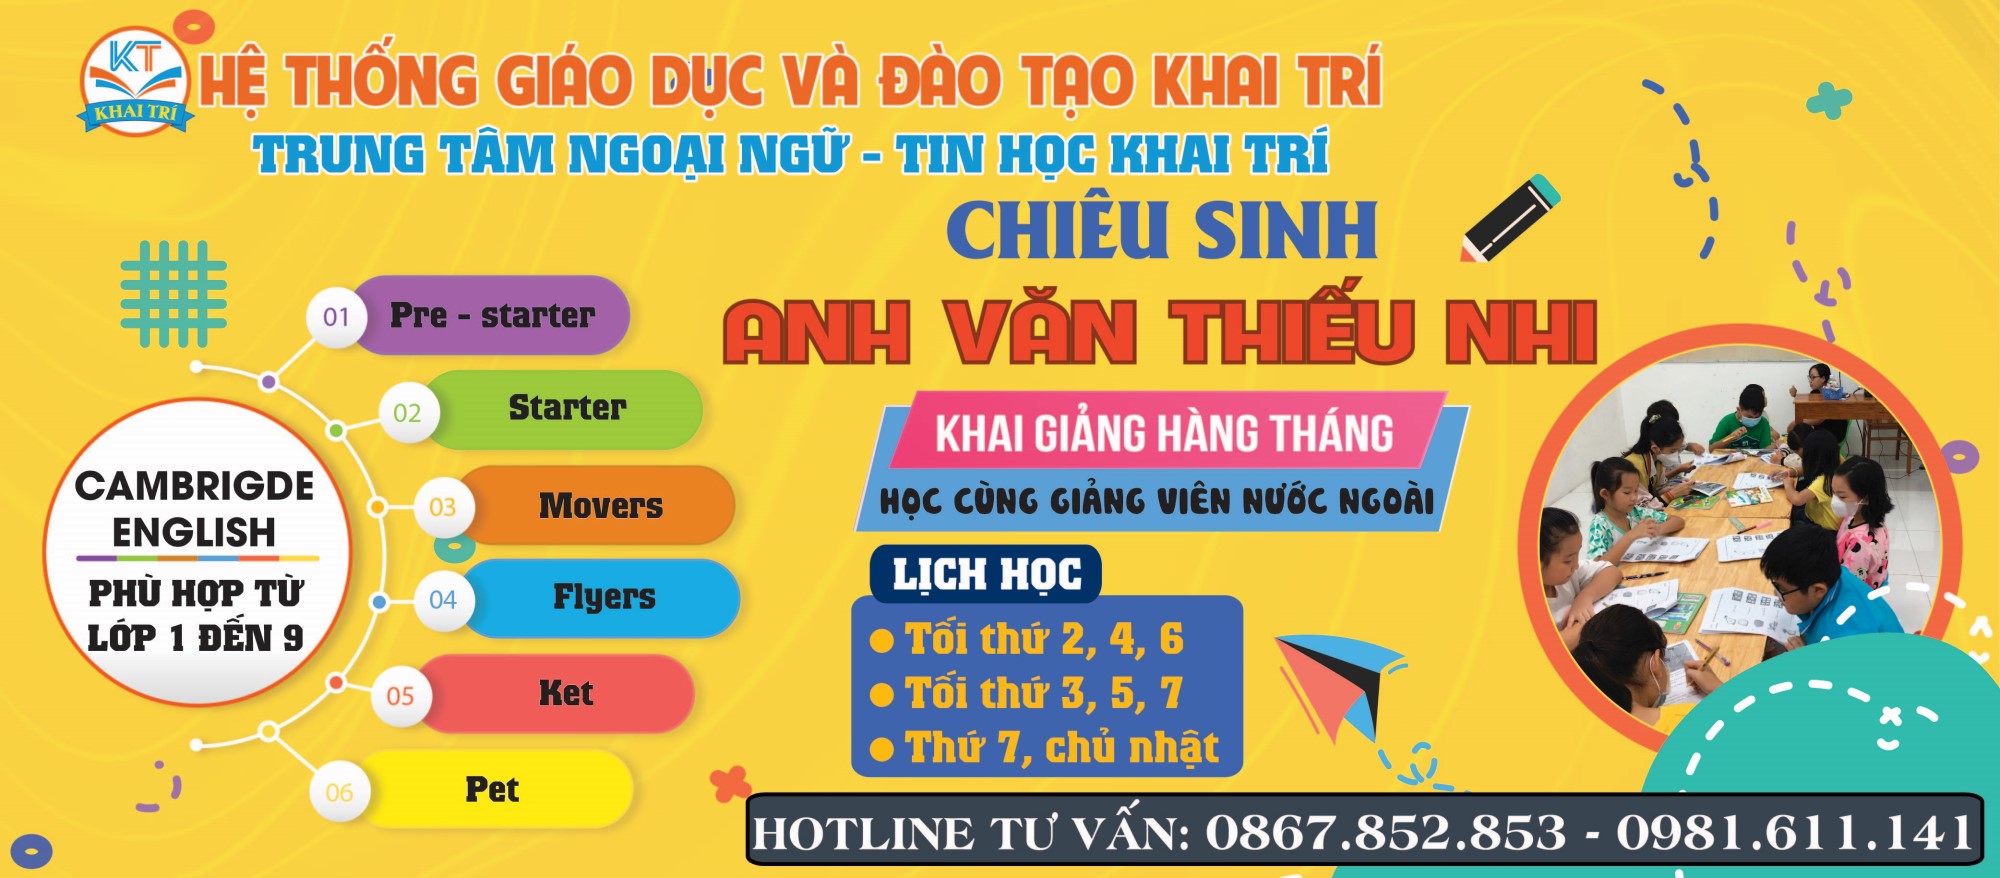 KT
KHAI TRÍ
HỆ THỐNG GIÁO DỤC VÀ ĐÀO TẠO KHAI TRÍ
TRUNG TÂM NGOẠI NGỮ - TIN HỌC KHAI TRÍ
CHIÊU SINH
ANH VĂN THIẾU NHI
KHAI GIẢNG HÀNG THÁNG
HỌC CÙNG GIẢNG VIÊN NƯỚC NGOÀI
LỊCH HỌC
Tối thứ 2, 4, 6
Tối thứ 3, 5, 7
Thứ 7, chủ nhật
CAMBRIGDE
ENGLISH
PHÙ HỢP TỪ
LỚP 1 ĐẾN 9
01 Pre - starter
02 Starter
03 Movers
04 Flyers
05 Ket
06 Pet
HOTLINE TƯ VẤN: 0867.852.853 - 0981.611.141